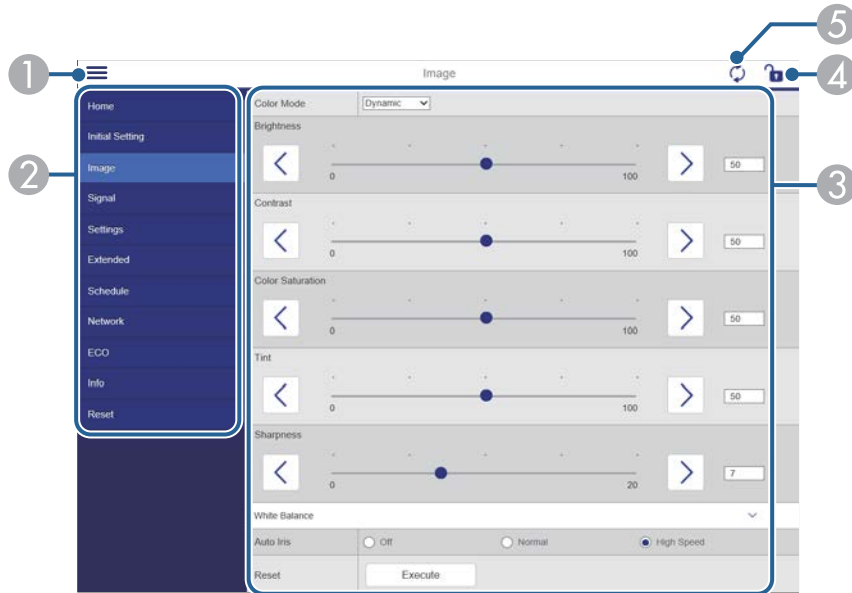 5
1
Image
4
Home
Initial Setting
2
Image
Signal
Settings
Extended
Schedule
Network
ECO
Info
Reset
Color Mode
Dynamic
Brightness
0
100
50
3
Contrast
0
100
50
Color Saturation
0
100
50
Tint
0
100
50
Sharpness
0
20
7
White Balance
Auto Iris
Off
Normal
High Speed
Reset
Execute